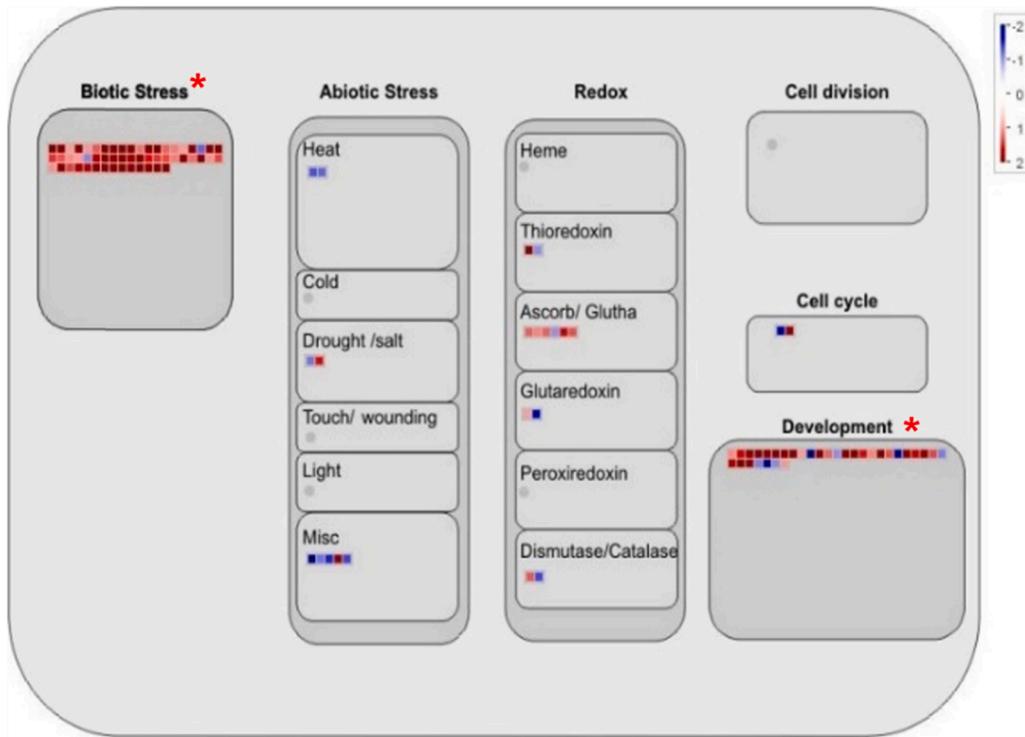 Biotic Stress*
Abiotic Stress
Redox
Cell division
-2
-1
0
1
2
Heat
Cold
Drought /salt
Touch/ wounding
Light
Misc
Heme
Thioredoxin
Ascorb/ Glutha
Glutaredoxin
Peroxiredoxin
Dismutase/Catalase
Cell cycle
Development *